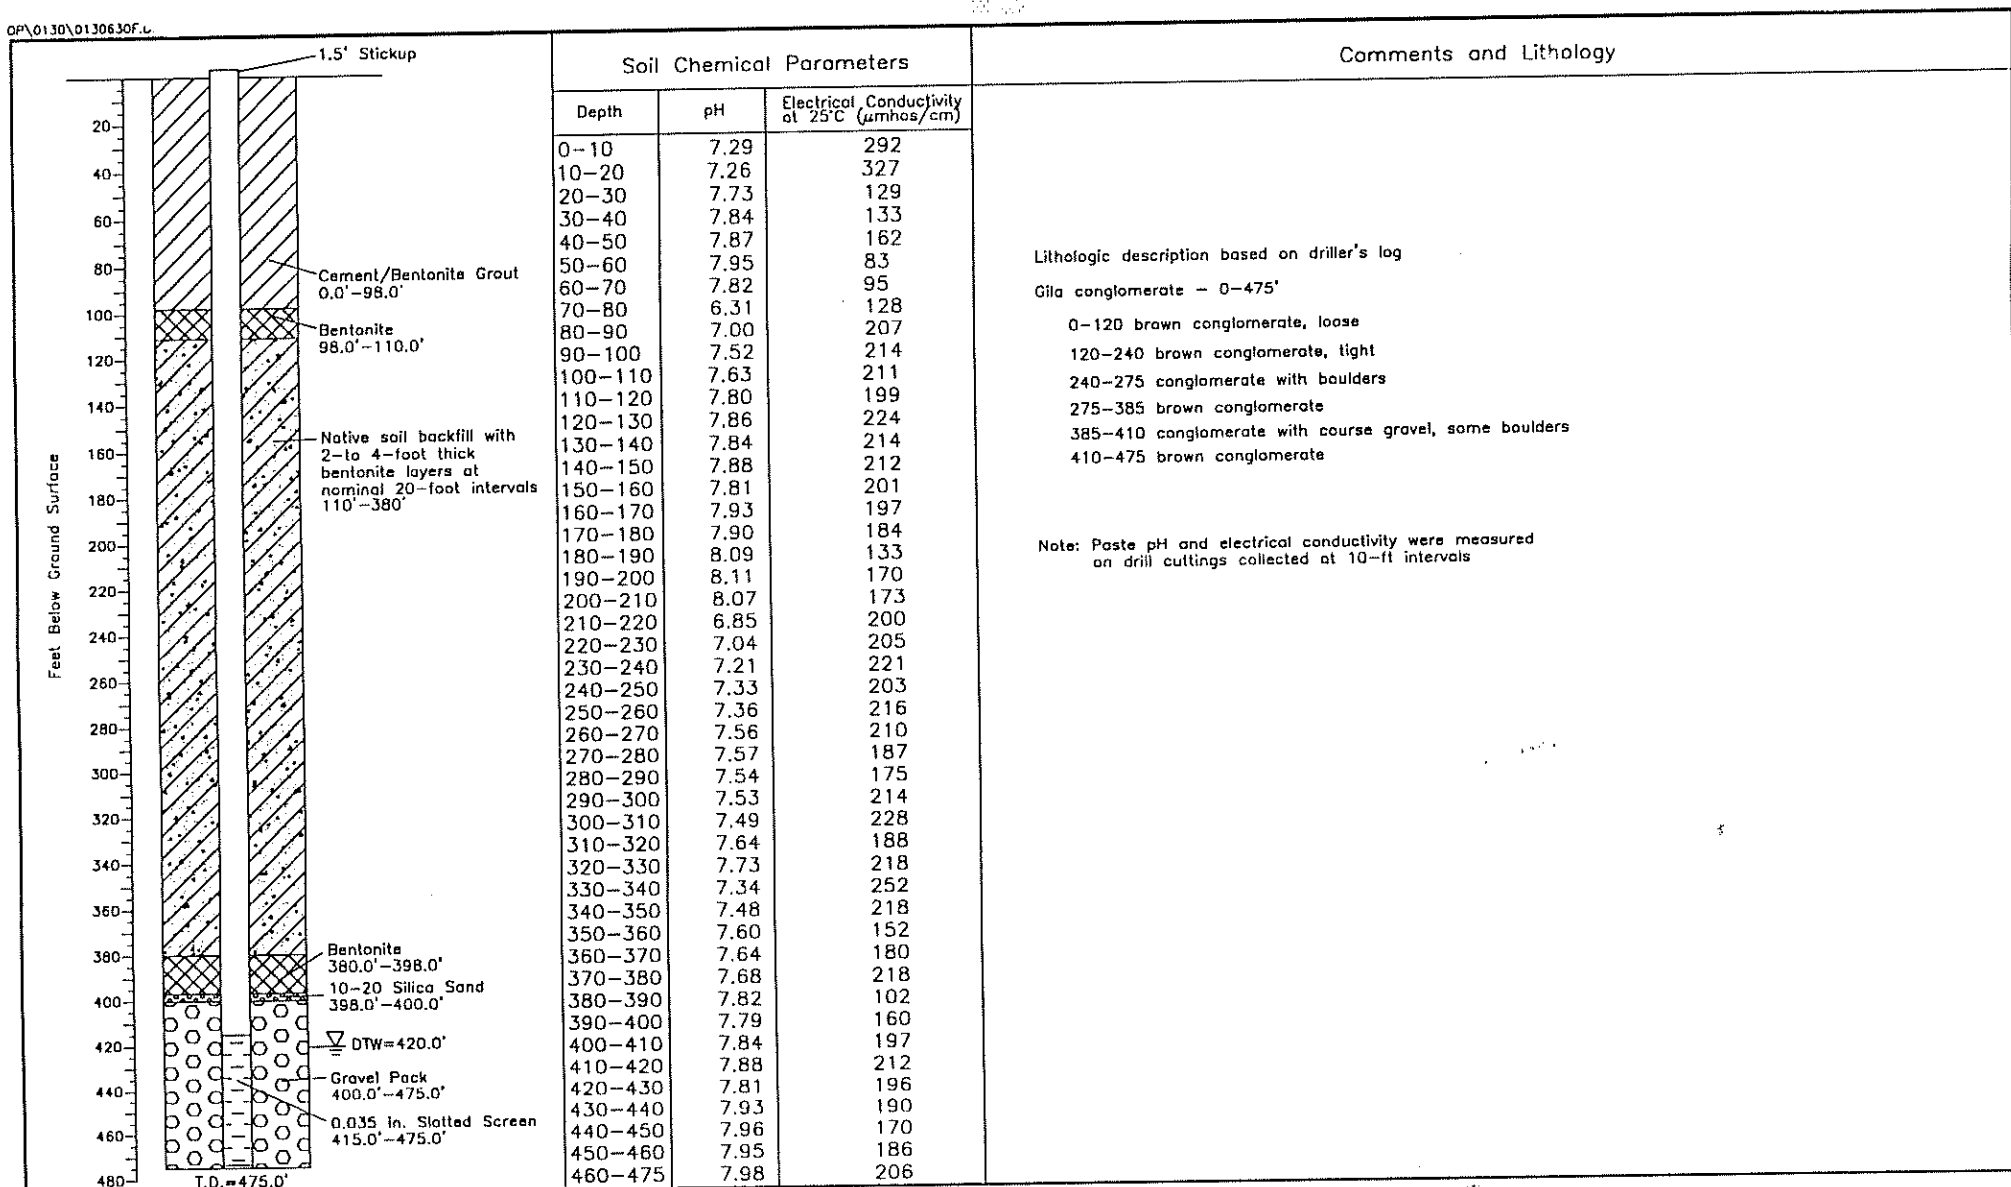 OP\0130\0130630F.
1.5' Stickup
20
40
60
80
100
120
140
160
180
200
220
240
260
280
300
320
340
360
380
400
420
440
460
480
Feet Below Ground Surface
Cement/Bentonite Grout
0.0'-98.0'
Bentonite
98.0'-110.0'
Native soil backfill with
2-to 4-foot thick
bentonite layers at
nominal 20-foot intervals
110'-380'
Bentonite
380.0'-398.0'
10-20 Silica Sand
398.0'-400.0'
DTW=420.0'
Gravel Pack
400.0'-475.0'
0.035 in. Slotted Screen
415.0'-475.0'
T.D.=475.0'
Soil Chemical Parameters
Depth pH Electrical Conductivity
at 25°C (µmhos/cm)
0-10 7.29 292
10-20 7.26 327
20-30 7.73 129
30-40 7.84 133
40-50 7.87 162
50-60 7.95 83
60-70 7.82 95
70-80 6.31 128
80-90 7.00 207
90-100 7.52 214
100-110 7.63 211
110-120 7.80 199
120-130 7.86 224
130-140 7.84 214
140-150 7.88 212
150-160 7.81 201
160-170 7.93 197
170-180 7.90 184
180-190 8.09 133
190-200 8.11 170
200-210 8.07 173
210-220 6.85 200
220-230 7.04 205
230-240 7.21 221
240-250 7.33 203
250-260 7.36 216
260-270 7.56 210
270-280 7.57 187
280-290 7.54 175
290-300 7.53 214
300-310 7.49 228
310-320 7.64 188
320-330 7.73 218
330-340 7.34 252
340-350 7.48 218
350-360 7.60 152
360-370 7.64 180
370-380 7.68 218
380-390 7.82 102
390-400 7.79 160
400-410 7.84 197
410-420 7.88 212
420-430 7.81 196
430-440 7.93 190
440-450 7.96 170
450-460 7.95 186
460-475 7.98 206
Comments and Lithology
Lithologic description based on driller's log
Gila conglomerate - 0-475'
0-120 brown conglomerate, loose
120-240 brown conglomerate, tight
240-275 conglomerate with boulders
275-385 brown conglomerate
385-410 conglomerate with course gravel, some boulders
410-475 brown conglomerate
Note: Paste pH and electrical conductivity were measured
on drill cuttings collected at 10-ft intervals